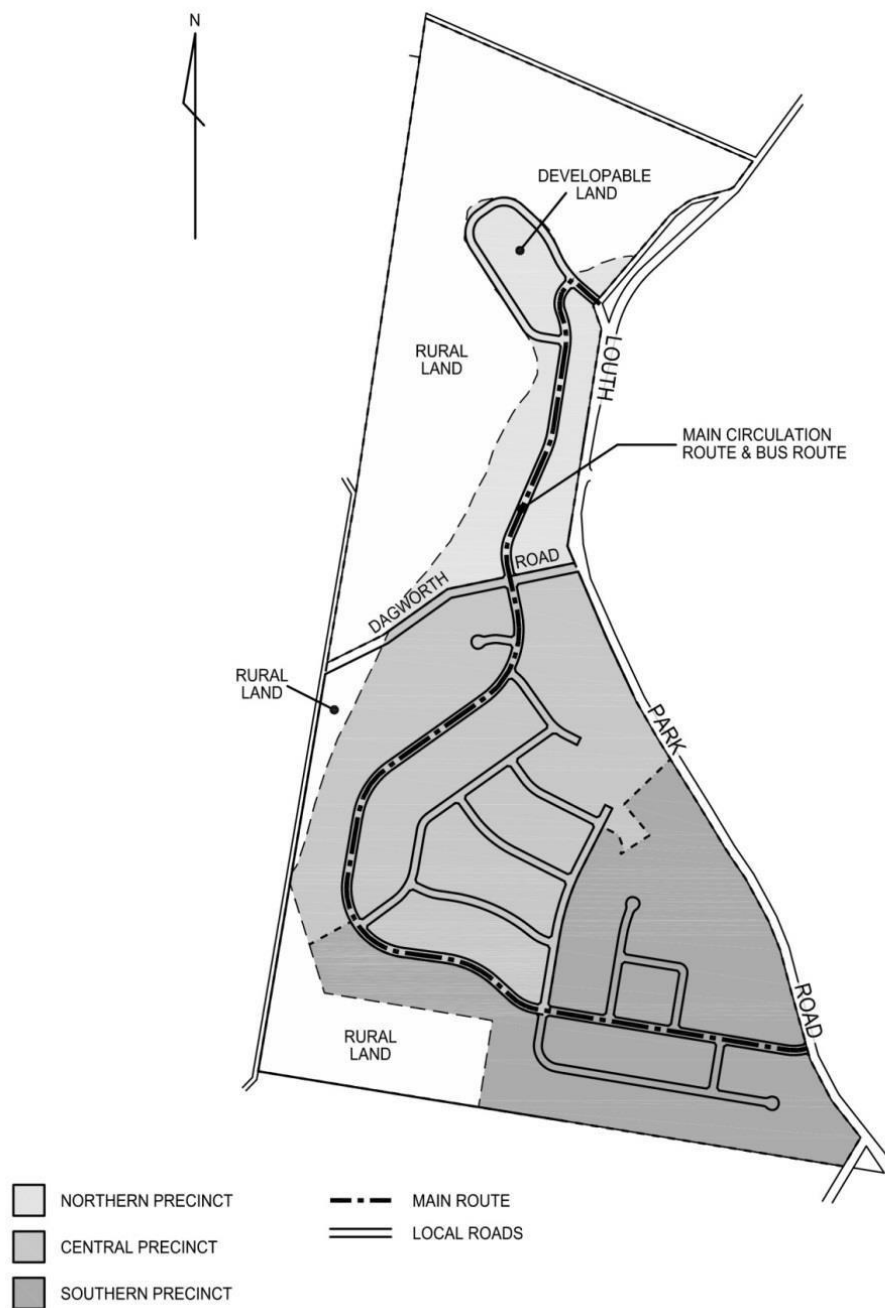 N
DEVELOPABLE
LAND
RURAL
LAND
LOUTH
MAIN CIRCULATION
ROUTE & BUS ROUTE
DAGWORTH
ROAD
RURAL
LAND
PARK
ROAD
RURAL
LAND
NORTHERN PRECINCT
MAIN ROUTE
CENTRAL PRECINCT
LOCAL ROADS
SOUTHERN PRECINCT